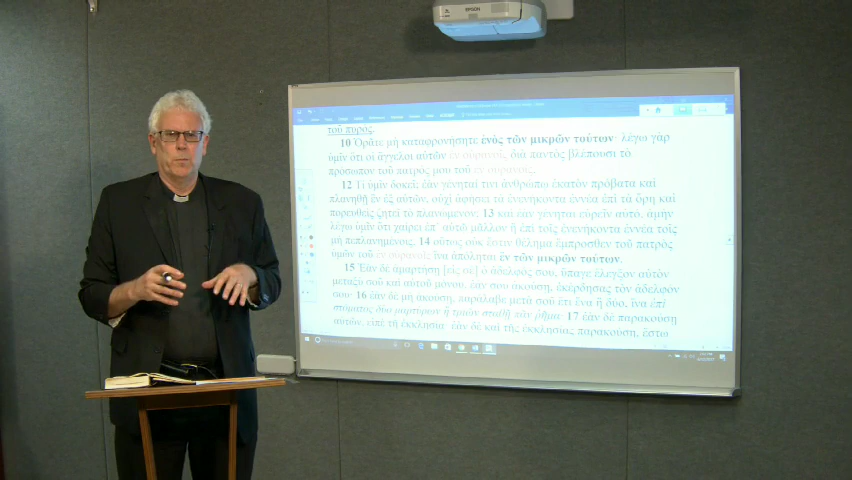 EPSON
τοῦ πυρός.
10 Ὁρᾶτε μὴ καταφρονήσητε ἑνὸς τῶν μικρῶν τούτων· λέγω γὰρ
ὑμῖν ὅτι οἱ ἄγγελοι αὐτῶν ἐν οὐρανοῖς διὰ παντὸς βλέπουσι τὸ
πρόσωπον τοῦ πατρός μου τοῦ ἐν οὐρανοῖς.
12 Τί ὑμῖν δοκεῖ; ἐὰν γένηταί τινι ἀνθρώπῳ ἑκατὸν πρόβατα καὶ
πλανηθῇ ἓν ἐξ αὐτῶν, οὐχὶ ἀφήσει τὰ ἐνενήκοντα ἐννέα ἐπὶ τὰ ὄρη καὶ
πορευθεὶς ζητεῖ τὸ πλανώμενον; 13 καὶ ἐὰν γένηται εὑρεῖν αὐτό, ἀμὴν
λέγω ὑμῖν ὅτι χαίρει ἐπ᾽ αὐτῷ μᾶλλον ἢ ἐπὶ τοῖς ἐνενήκοντα ἐννέα τοῖς
μὴ πεπλανημένοις. 14 οὕτως οὐκ ἔστιν θέλημα ἔμπροσθεν τοῦ πατρὸς
ὑμῶν τοῦ ἐν οὐρανοῖς ἵνα ἀπόληται ἓν τῶν μικρῶν τούτων.
15 Ἐὰν δὲ ἁμαρτήσῃ [εἰς σὲ] ὁ ἀδελφός σου, ὕπαγε ἔλεγξον αὐτὸν
μεταξὺ σοῦ καὶ αὐτοῦ μόνου. ἐάν σου ἀκούσῃ, ἐκέρδησας τὸν ἀδελφόν
σου· 16 ἐὰν δὲ μὴ ἀκούσῃ, παράλαβε μετὰ σοῦ ἔτι ἕνα ἢ δύο, ἵνα ἐπὶ
στόματος δύο μαρτύρων ἢ τριῶν σταθῇ πᾶν ῥῆμα· 17 ἐὰν δὲ παρακούσῃ
αὐτῶν, εἰπὲ τῇ ἐκκλησίᾳ· ἐὰν δὲ καὶ τῆς ἐκκλησίας παρακούσῃ, ἔστω